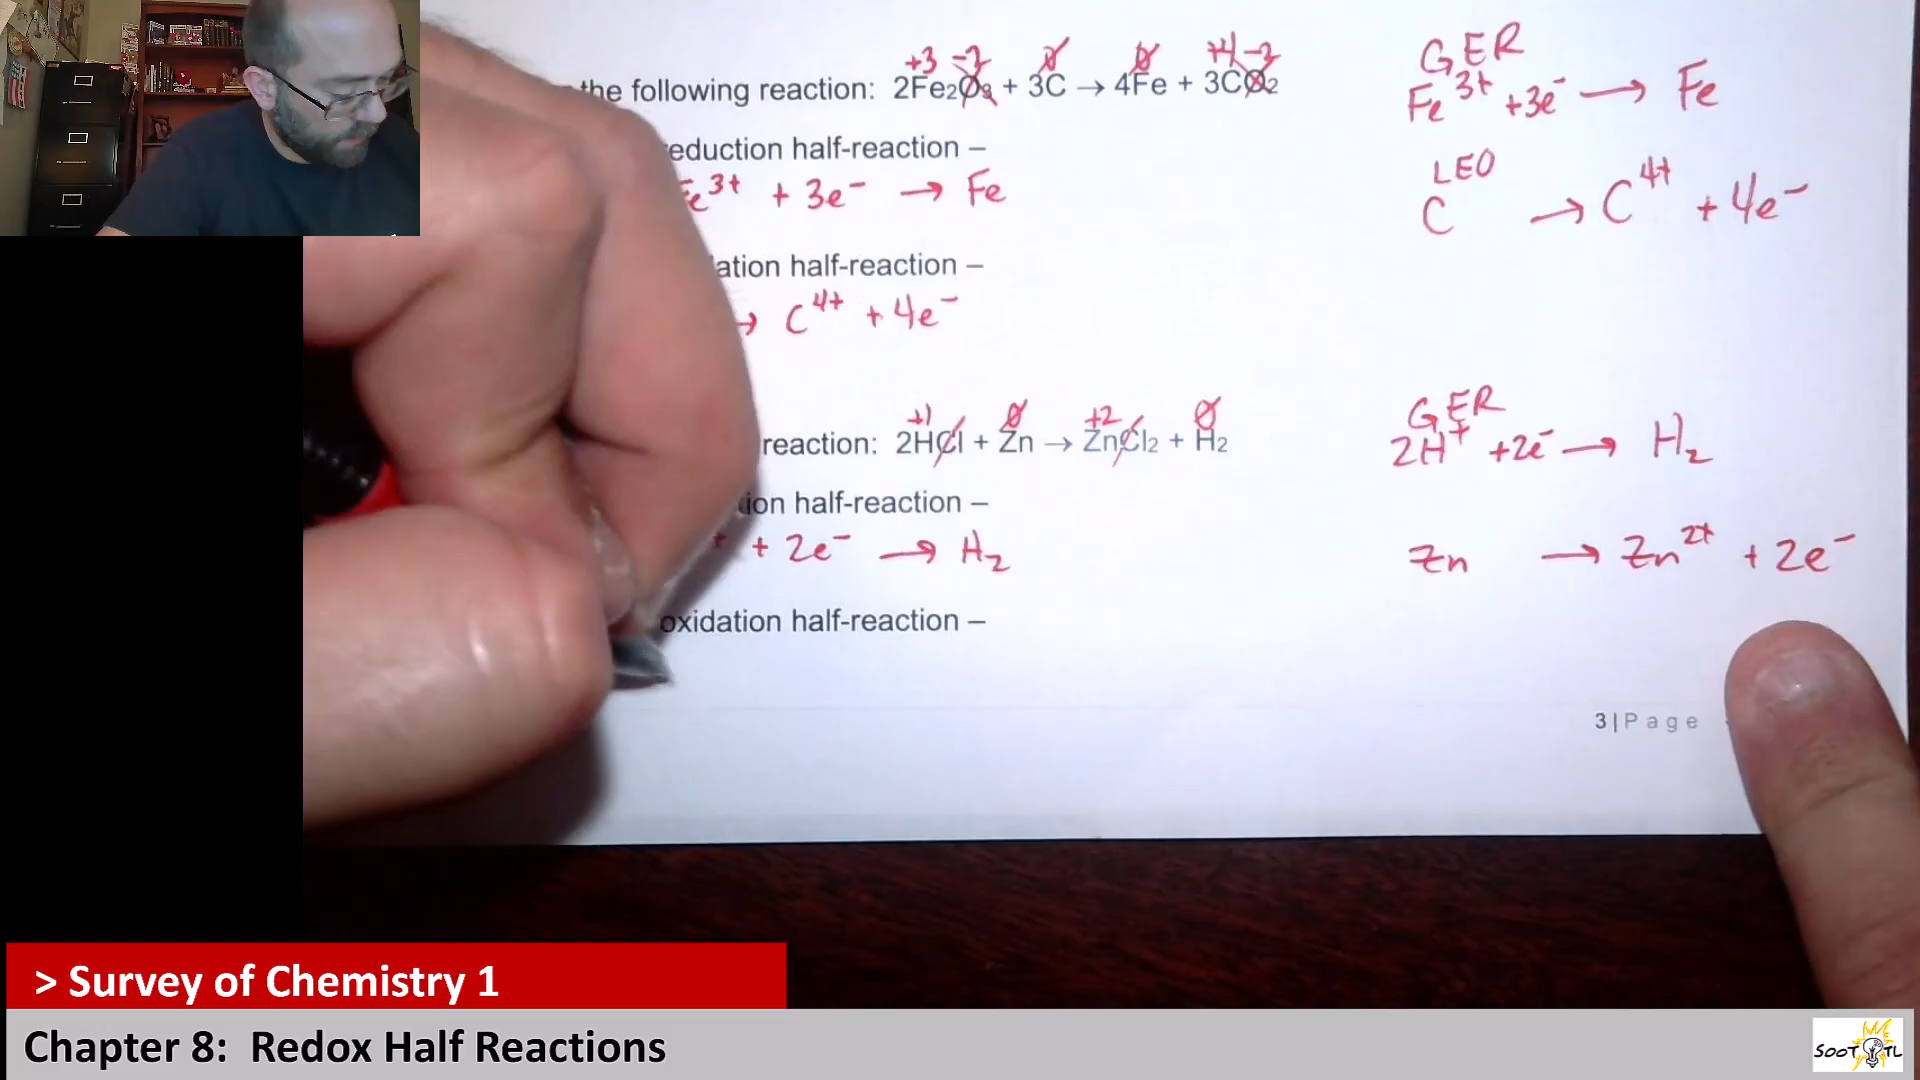 the following reaction: 2Fe2O3 + 3C → 4Fe + 3CO2
+3 -2 0 0 +4 -2
eduction half-reaction –
e³⁺ + 3e⁻ → Fe
ation half-reaction –
→ C⁴⁺ + 4e⁻
GER
Fe³⁺ + 3e⁻ → Fe
LEO
C → C⁴⁺ + 4e⁻
+1 0 +2 0
reaction: 2HCl + Zn → ZnCl2 + H2
ion half-reaction –
+ 2e⁻ → H₂
oxidation half-reaction –
GER
2H⁺ + 2e⁻ → H₂
Zn → Zn²⁺ + 2e⁻
3 | P a g e
> Survey of Chemistry 1
Chapter 8: Redox Half Reactions
SOOTTL